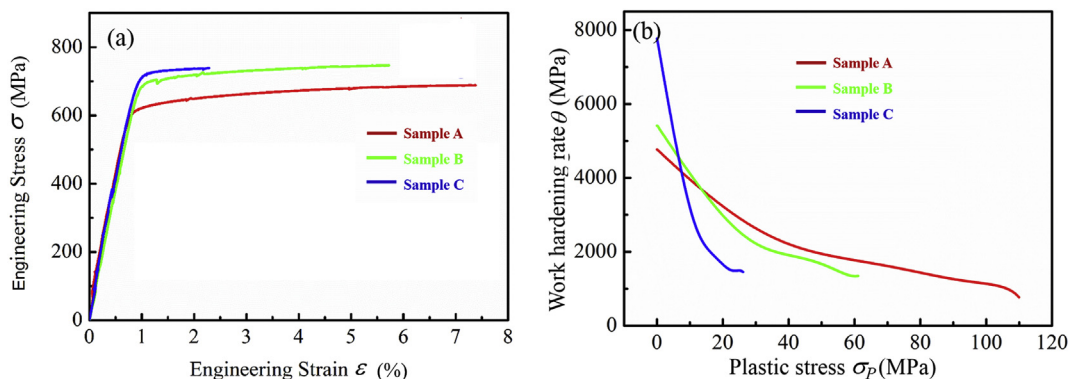 (a)
800
600
400
200
0
Engineering Stress σ (MPa)
Sample A
Sample B
Sample C
0 1 2 3 4 5 6 7 8
Engineering Strain ε (%)
(b)
8000
6000
4000
2000
0
Work hardening rate θ (MPa)
Sample A
Sample B
Sample C
0 20 40 60 80 100 120
Plastic stress σP(MPa)